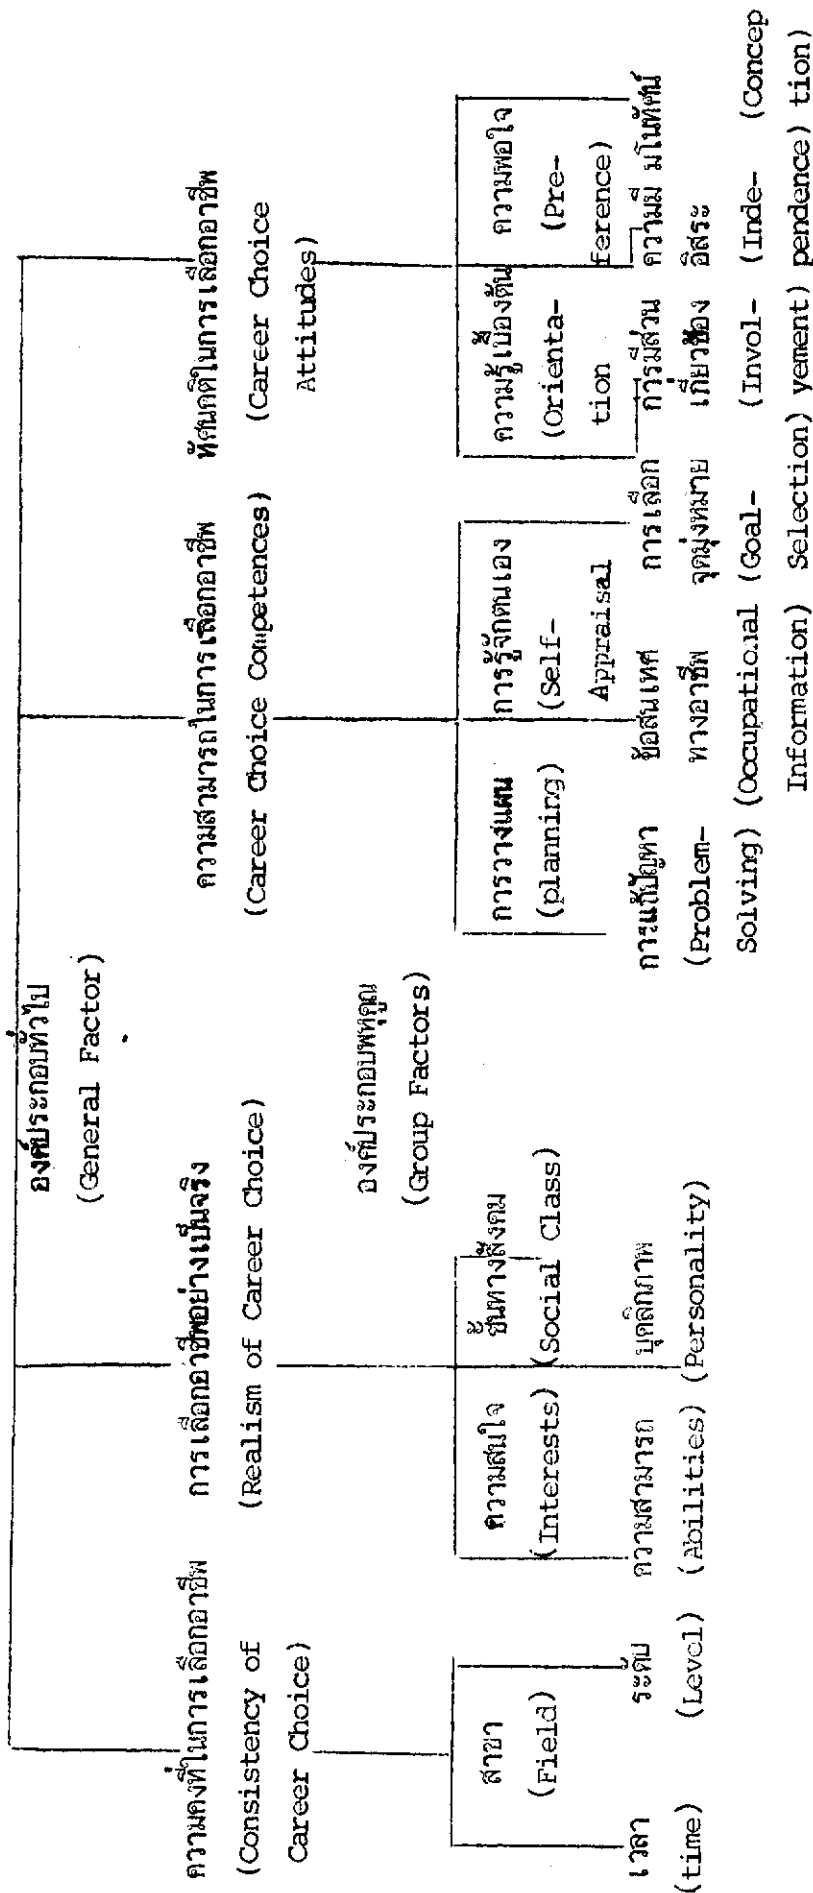 องค์ประกอบทั่วไป
(General Factor)
ความคงที่ในการเลือกอาชีพ
(Consistency of
Career Choice)
การเลือกอาชีพอย่างเป็นจริง
(Realism of Career Choice)
ความสามารถในการเลือกอาชีพ
(Career Choice Competences)
ทัศนคติในการเลือกอาชีพ
(Career Choice
Attitudes)
องค์ประกอบพหุคูณ
(Group Factors)
เวลา
(time)
สาขา
(Field)
ระดับ
(Level)
ความสามารถ
(Abilities)
ความสนใจ
(Interests)
บุคลิกภาพ
(Personality)
ชั้นทางสังคม
(Social Class)
การแก้ปัญหา
(Problem-
Solving)
การวางแผน
(planning)
ข้อสนเทศ
ทางอาชีพ
(Occupational
Information)
การรู้จักตนเอง
(Self-
Appraisal
การเลือก
จุดมุ่งหมาย
(Goal-
Selection)
การมีส่วน
เกี่ยวข้อง
(Invol-
vement)
ความรู้เบื้องต้น
(Orienta-
tion
ความมี
อิสระ
(Inde-
pendence)
ความพอใจ
(Pre-
ference)
มโนทัศน์
(Concep
tion)